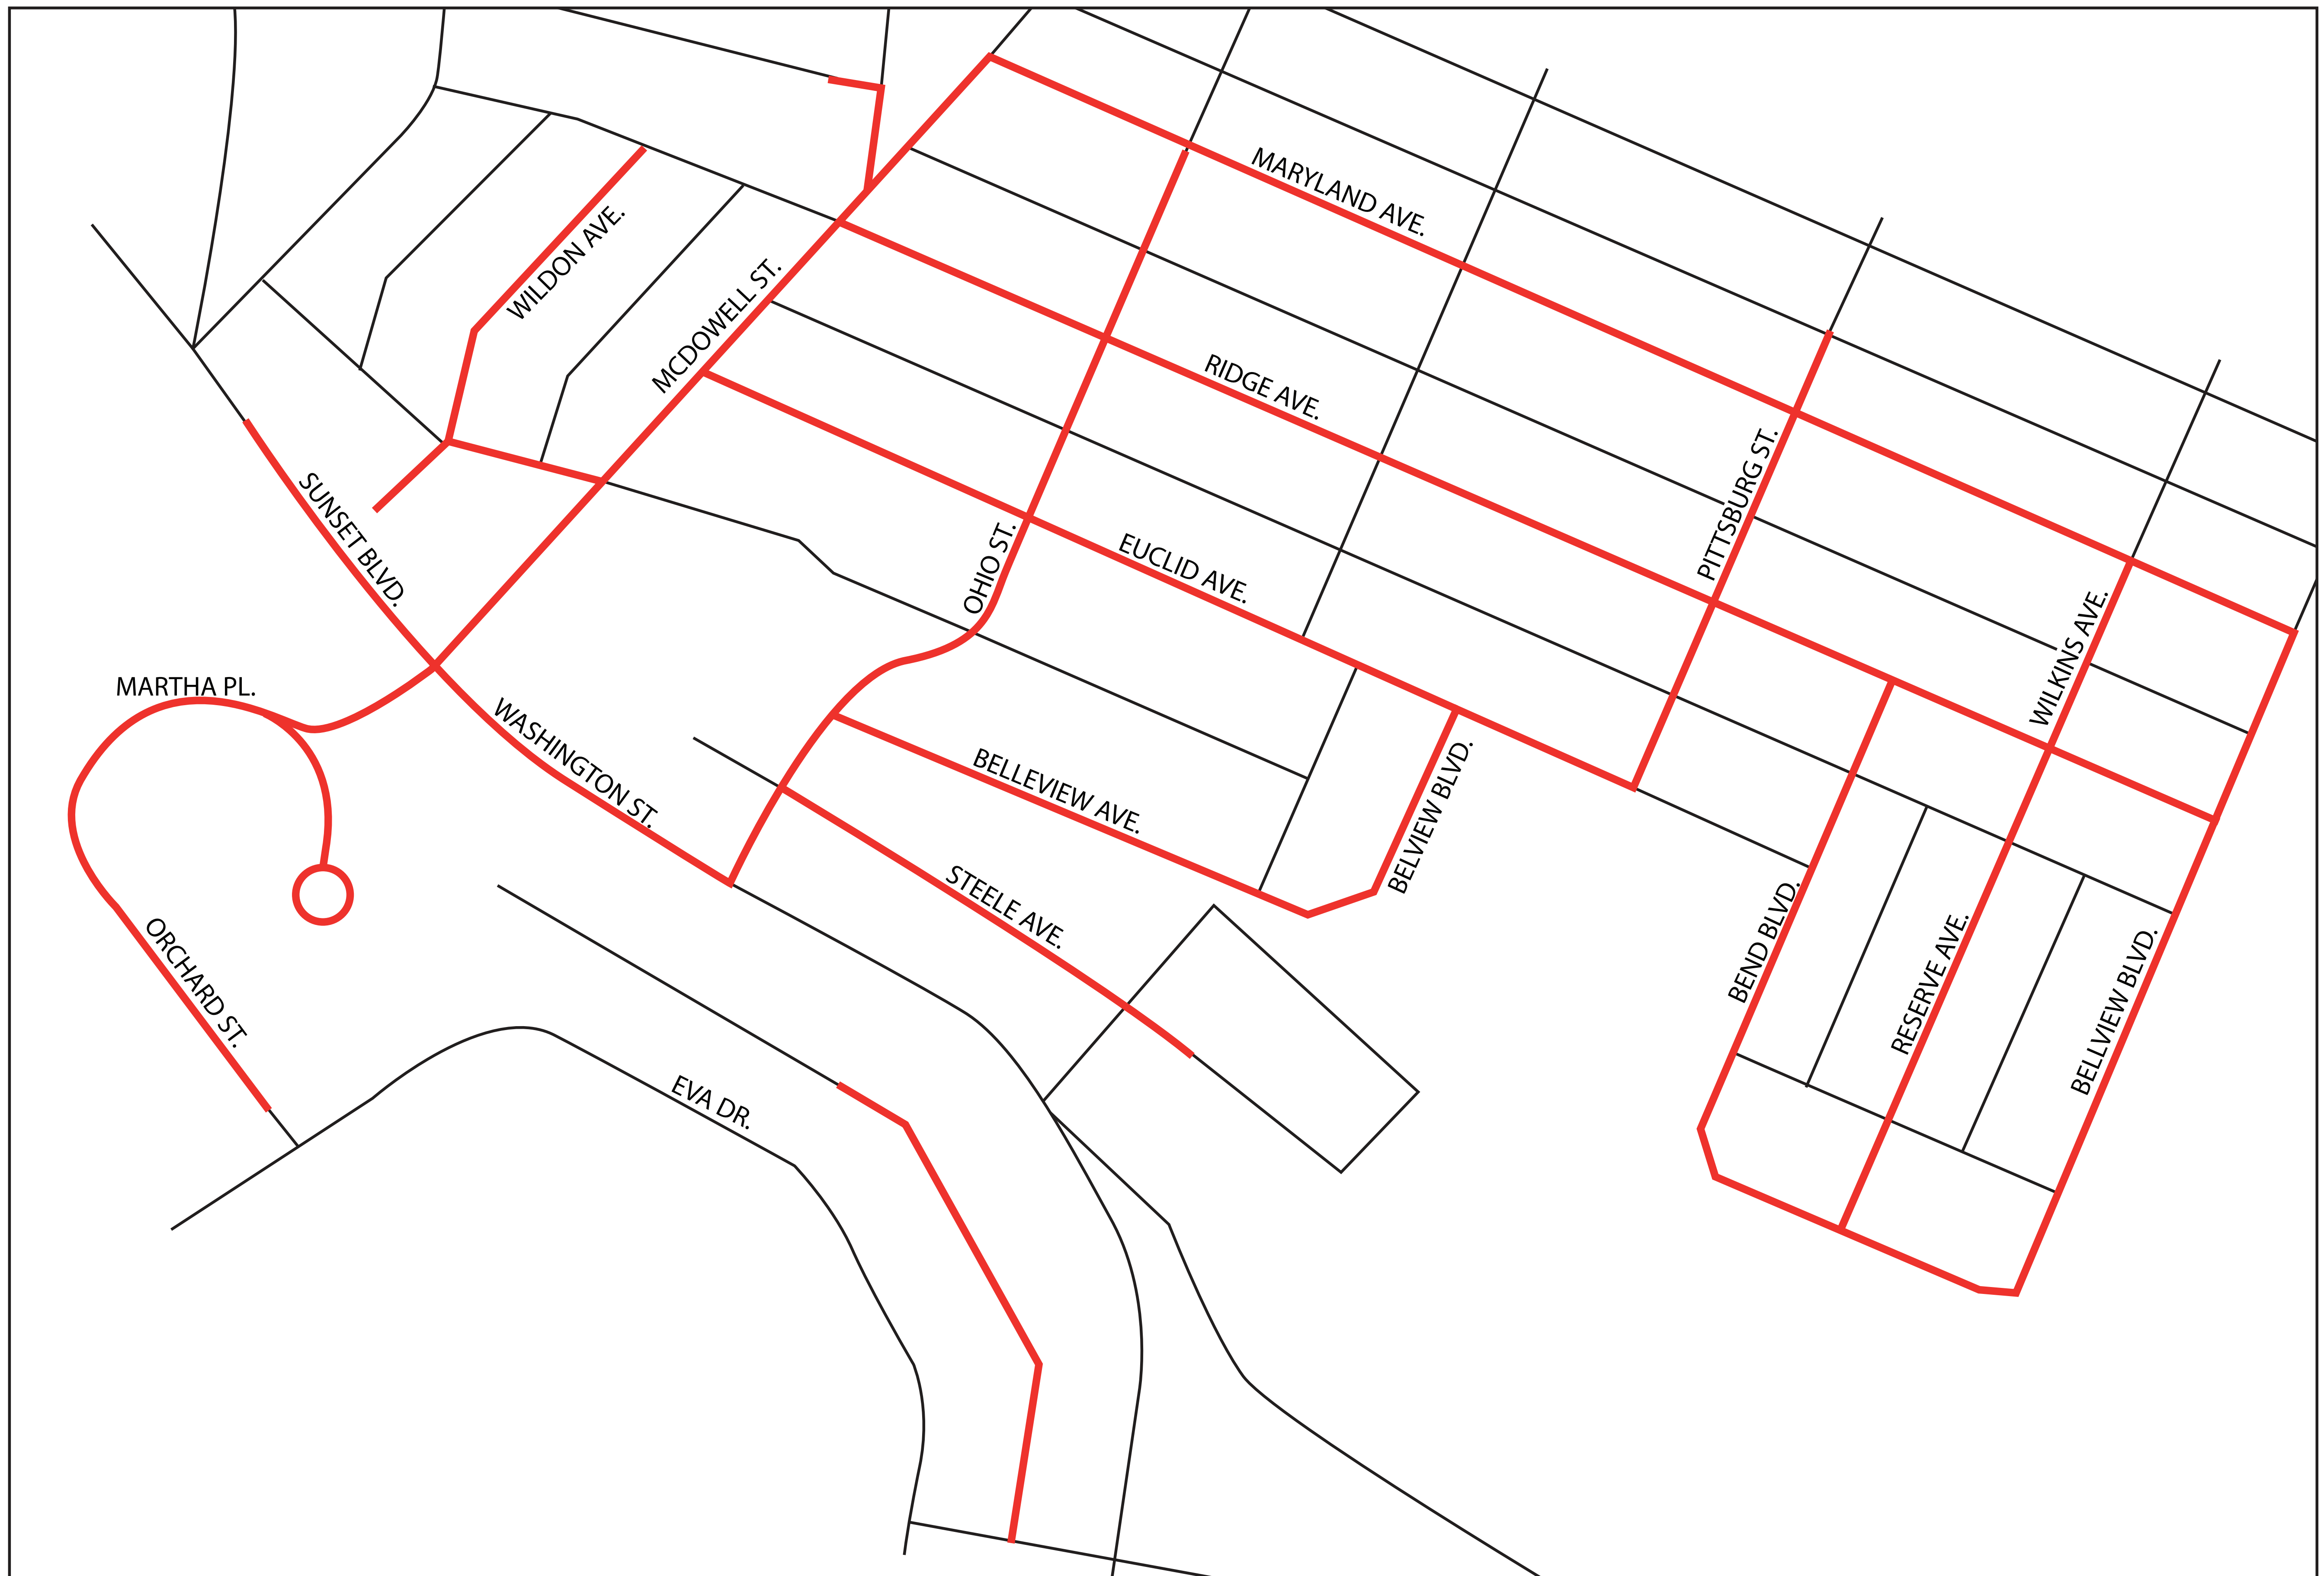 MARYLAND AVE.
WILDON AVE.
MCDOWELL ST.
RIDGE AVE.
PITTSBURG ST.
SUNSET BLVD.
OHIO ST.
EUCLID AVE.
WILKINS AVE.
MARTHA PL.
WASHINGTON ST.
BELLEVIEW AVE.
BELVIEW BLVD.
STEELE AVE.
BEND BLVD.
RESERVE AVE.
BELLVIEW BLVD.
ORCHARD ST.
EVA DR.